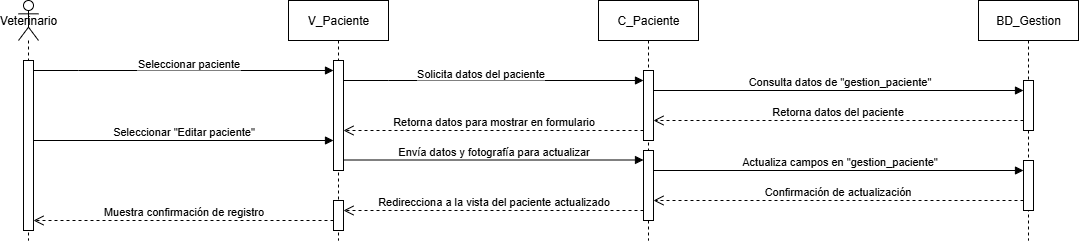 Veterinario
V_Paciente
C_Paciente
BD_Gestion
Seleccionar paciente
Solicita datos del paciente
Consulta datos de "gestion_paciente"
Retorna datos del paciente
Retorna datos para mostrar en formulario
Seleccionar "Editar paciente"
Envía datos y fotografía para actualizar
Actualiza campos en "gestion_paciente"
Confirmación de actualización
Redirecciona a la vista del paciente actualizado
Muestra confirmación de registro